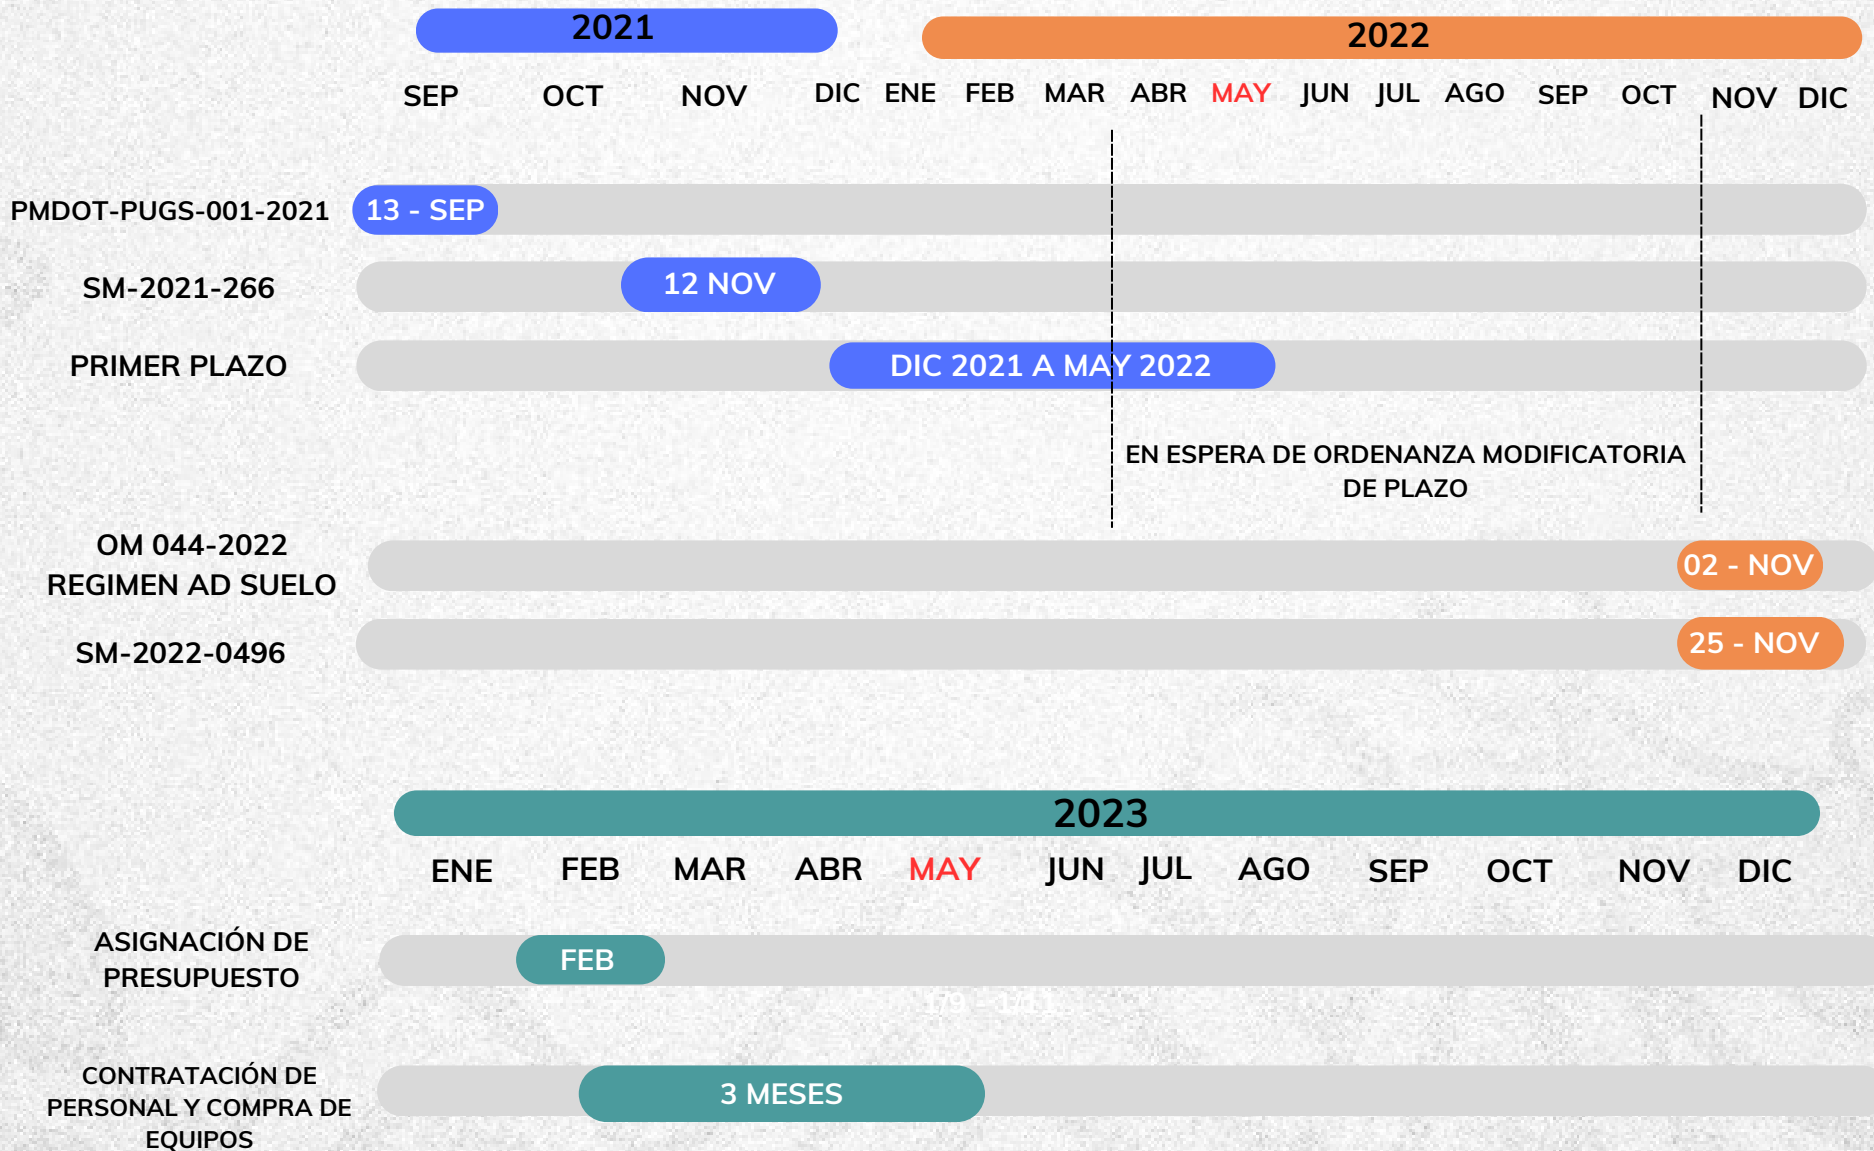 2021
2022
SEP OCT NOV DIC ENE FEB MAR ABR MAY JUN JUL AGO SEP OCT NOV DIC
PMDOT-PUGS-001-2021
13 - SEP
SM-2021-266
12 NOV
PRIMER PLAZO
DIC 2021 A MAY 2022
EN ESPERA DE ORDENANZA MODIFICATORIA
DE PLAZO
OM 044-2022
REGIMEN AD SUELO
02 - NOV
SM-2022-0496
25 - NOV
2023
ENE FEB MAR ABR MAY JUN JUL AGO SEP OCT NOV DIC
ASIGNACIÓN DE
PRESUPUESTO
FEB
CONTRATACIÓN DE
PERSONAL Y COMPRA DE
EQUIPOS
3 MESES